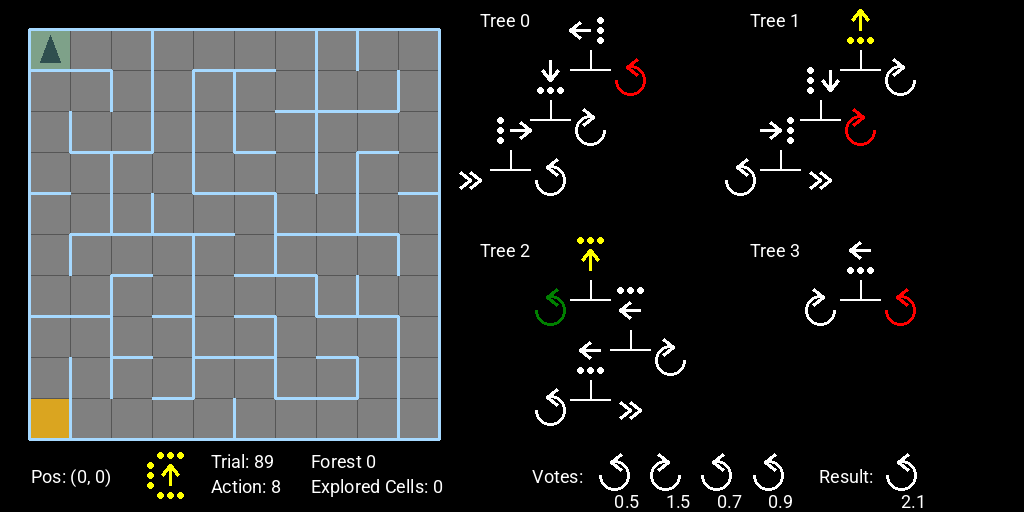 Tree 0
Tree 1
Tree 2
Tree 3
Pos: (0, 0)
Trial: 89
Forest 0
Action: 8
Explored Cells: 0
Votes:
0.5
1.5
0.7
0.9
Result:
2.1